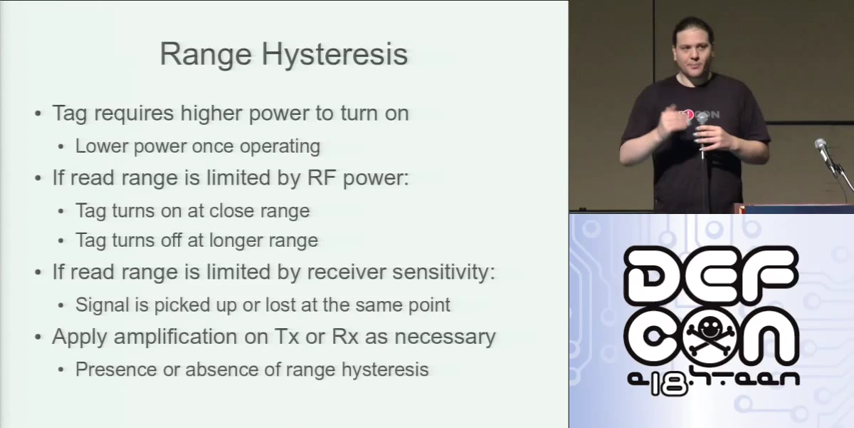 Range Hysteresis
• Tag requires higher power to turn on
• Lower power once operating
• If read range is limited by RF power:
• Tag turns on at close range
• Tag turns off at longer range
• If read range is limited by receiver sensitivity:
• Signal is picked up or lost at the same point
• Apply amplification on Tx or Rx as necessary
• Presence or absence of range hysteresis
DEF
CON
e18h-teen